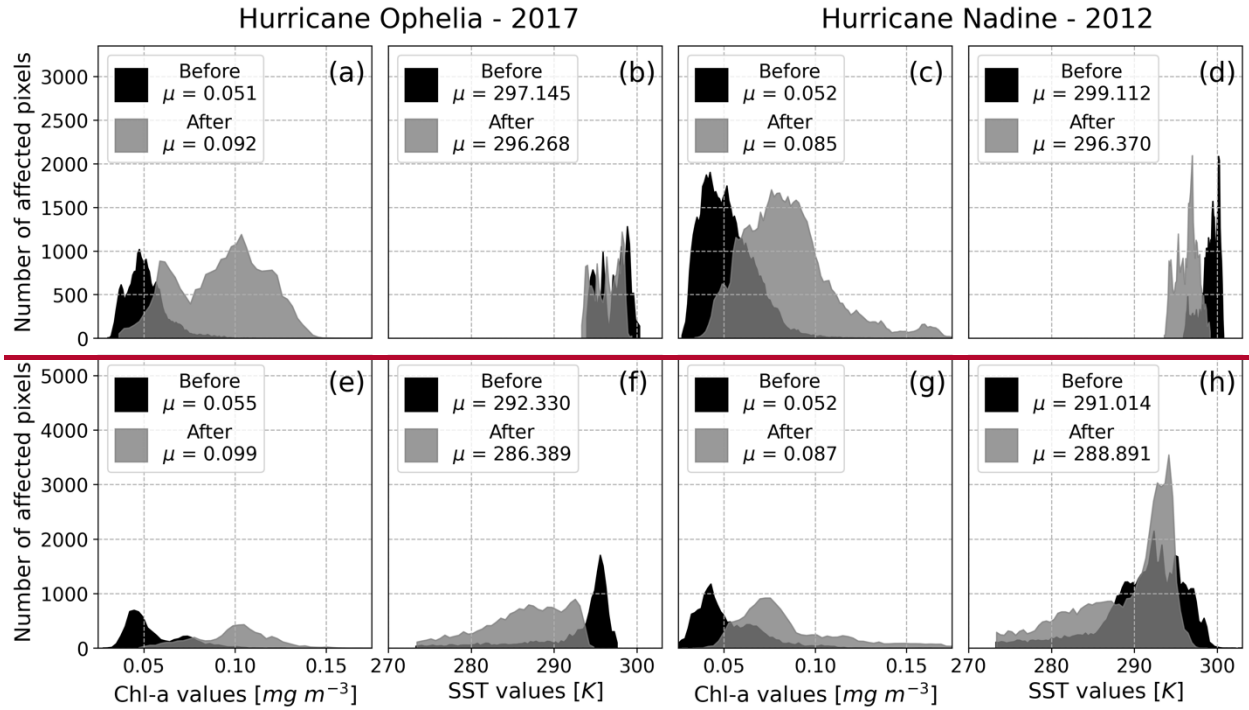 Hurricane Ophelia - 2017
Hurricane Nadine - 2012
Number of affected pixels
3000
2500
2000
1500
1000
500
0
Before
μ = 0.051
After
μ = 0.092
(a)
Before
μ = 297.145
After
μ = 296.268
(b)
Before
μ = 0.052
After
μ = 0.085
(c)
Before
μ = 299.112
After
μ = 296.370
(d)
Number of affected pixels
5000
4000
3000
2000
1000
0
Before
μ = 0.055
After
μ = 0.099
(e)
Before
μ = 292.330
After
μ = 286.389
(f)
Before
μ = 0.052
After
μ = 0.087
(g)
Before
μ = 291.014
After
μ = 288.891
(h)
0.05 0.10 0.15
270 280 290 300
0.05 0.10 0.15
270 280 290 300
Chl-a values [mg m⁻³]
SST values [K]
Chl-a values [mg m⁻³]
SST values [K]